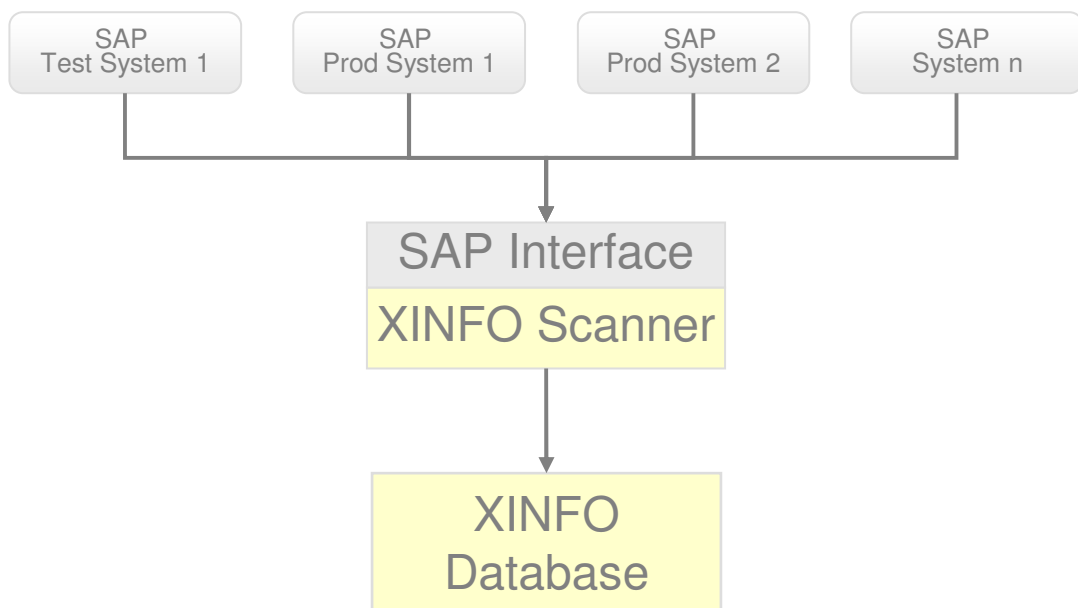 SAP
Test System 1
SAP
Prod System 1
SAP
Prod System 2
SAP
System n
SAP Interface
XINFO Scanner
XINFO
Database